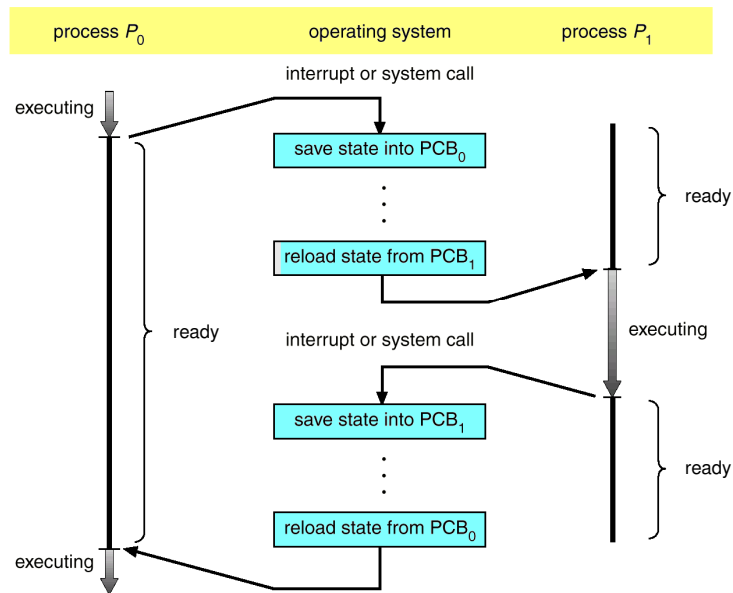 process P0
operating system
process P1
interrupt or system call
executing
save state into PCB0
ready
reload state from PCB1
ready
executing
interrupt or system call
save state into PCB1
ready
reload state from PCB0
executing